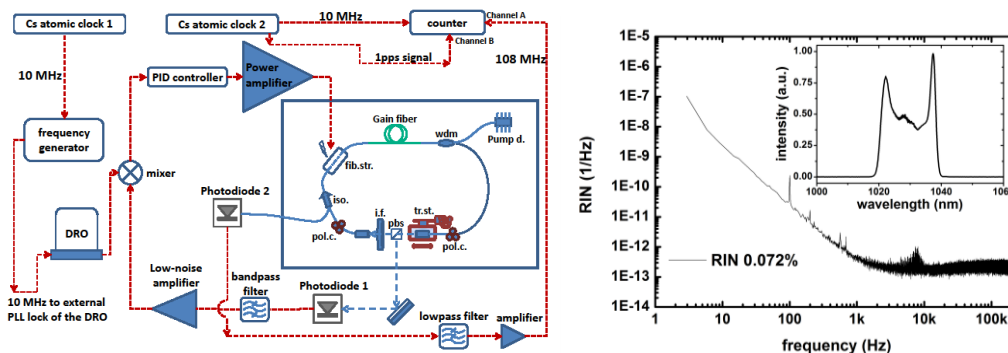 Cs atomic clock 1
Cs atomic clock 2
10 MHz
counter
Channel A
Channel B
1pps signal
108 MHz
10 MHz
PID controller
Power
amplifier
frequency
generator
mixer
Gain fiber
wdm
Pump d.
fib.str.
Photodiode 2
iso.
i.f.
pbs
tr.st.
pol.c.
pol.c.
DRO
Low-noise
amplifier
bandpass
filter
Photodiode 1
10 MHz to external
PLL lock of the DRO
lowpass filter
amplifier
1E-5
1E-6
1E-7
1E-8
1E-9
1E-10
1E-11
1E-12
1E-13
1E-14
RIN (1/Hz)
1
10
100
1k
10k
100k
frequency (Hz)
RIN 0.072%
1.00
0.75
0.50
0.25
0.00
intensity (a.u.)
1000
1020
1040
106
wavelength (nm)